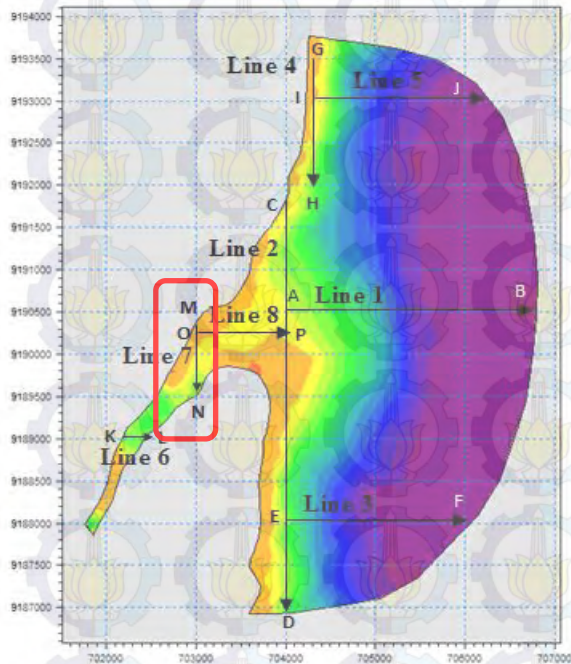 9194000
G
Line 4
Line 5
J
I
9193000
9192000
C
H
9191000
Line 2
A
Line 1
B
M
9190500
Line 8
O
P
9190000
Line 7
9189500
N
K
9189000
Line 6
9188500
E
Line 3
F
9188000
9187500
9187000
D
702000
703000
704000
705000
706000
707000
9193500
9192500
9191500